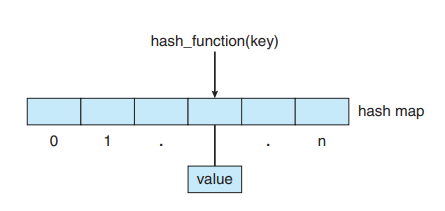 hash_function(key)
hash map
0 1 . . n
value